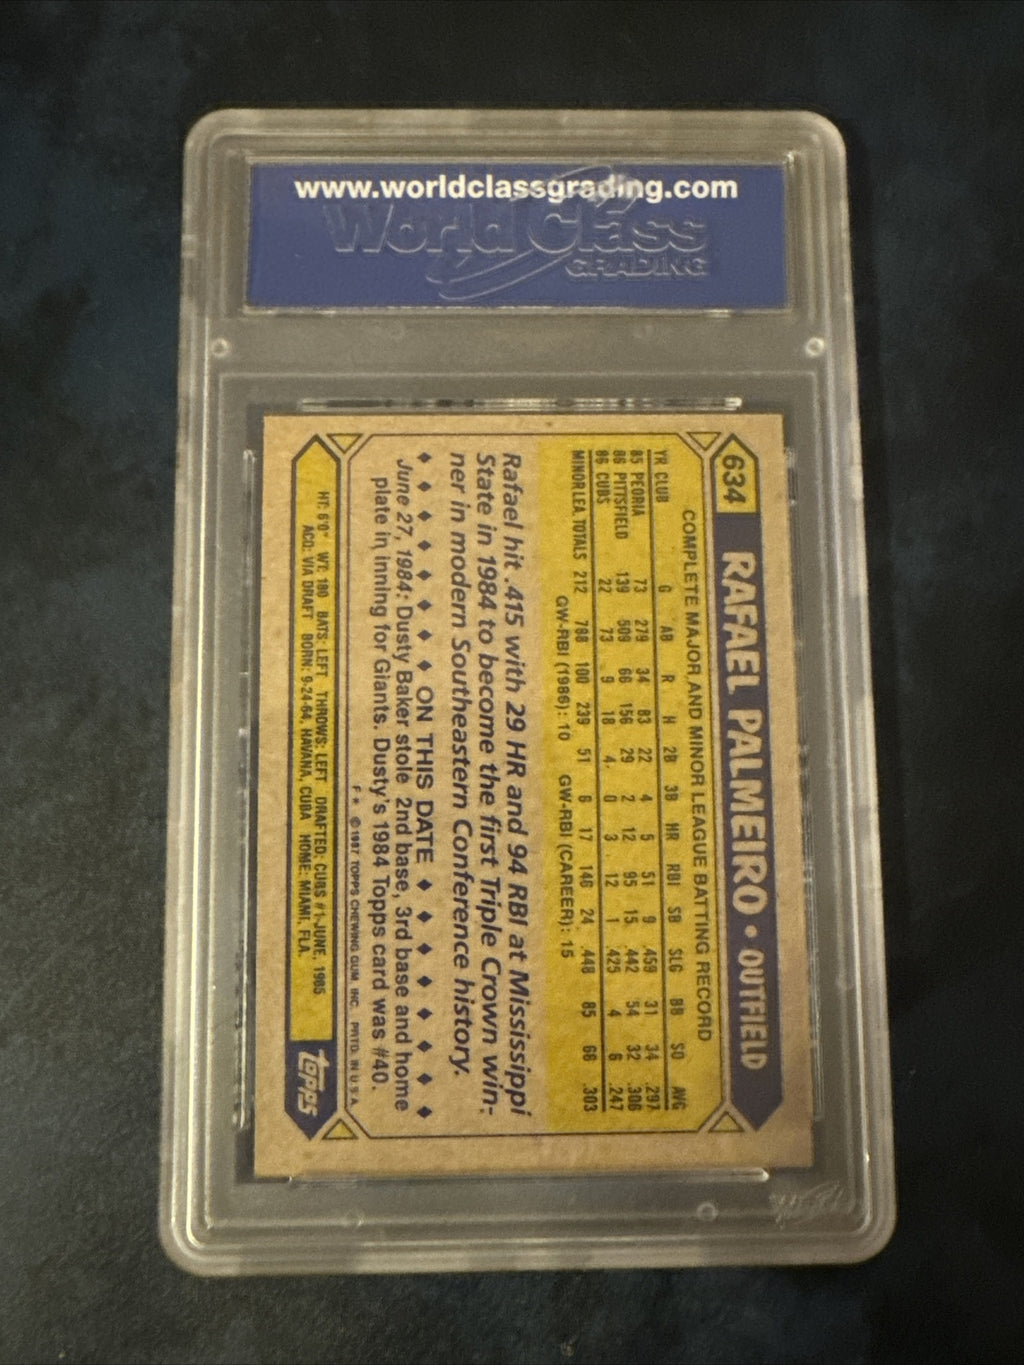 www.worldclassgrading.com
World Class
GRADING
634 RAFAEL PALMEIRO • OUTFIELD
COMPLETE MAJOR AND MINOR LEAGUE BATTING RECORD
YR CLUB G AB R H 2B 3B HR RBI SB SLG BB SO AVG
85 PEORIA 73 279 34 83 22 4 5 51 9 .459 31 34 .297
86 PITTSFIELD 139 509 66 156 29 2 12 95 15 .442 54 32 .306
86 CUBS 22 73 9 18 4 0 3 12 1 .425 4 6 .247
MINOR LEA. TOTALS 212 788 100 239 51 6 17 146 24 .448 85 66 .303
GW-RBI (1986): 10 GW-RBI (CAREER): 15
Rafael hit .415 with 29 HR and 94 RBI at Mississippi
State in 1984 to become the first Triple Crown win-
ner in modern Southeastern Conference history.
♦ ♦ ♦ ♦ ♦ ♦ ON THIS DATE ♦ ♦ ♦ ♦ ♦ ♦ ♦
June 27, 1984: Dusty Baker stole 2nd base, 3rd base and home
plate in inning for Giants. Dusty's 1984 Topps card was #40.
F* ©1987 TOPPS CHEWING GUM, INC. PRTD. IN U.S.A.
HT: 6'0" WT: 180 BATS: LEFT THROWS: LEFT DRAFTED: CUBS #1-JUNE, 1985
ACQ: VIA DRAFT BORN: 9-24-64, HAVANA, CUBA HOME: MIAMI, FLA.
TOPPS